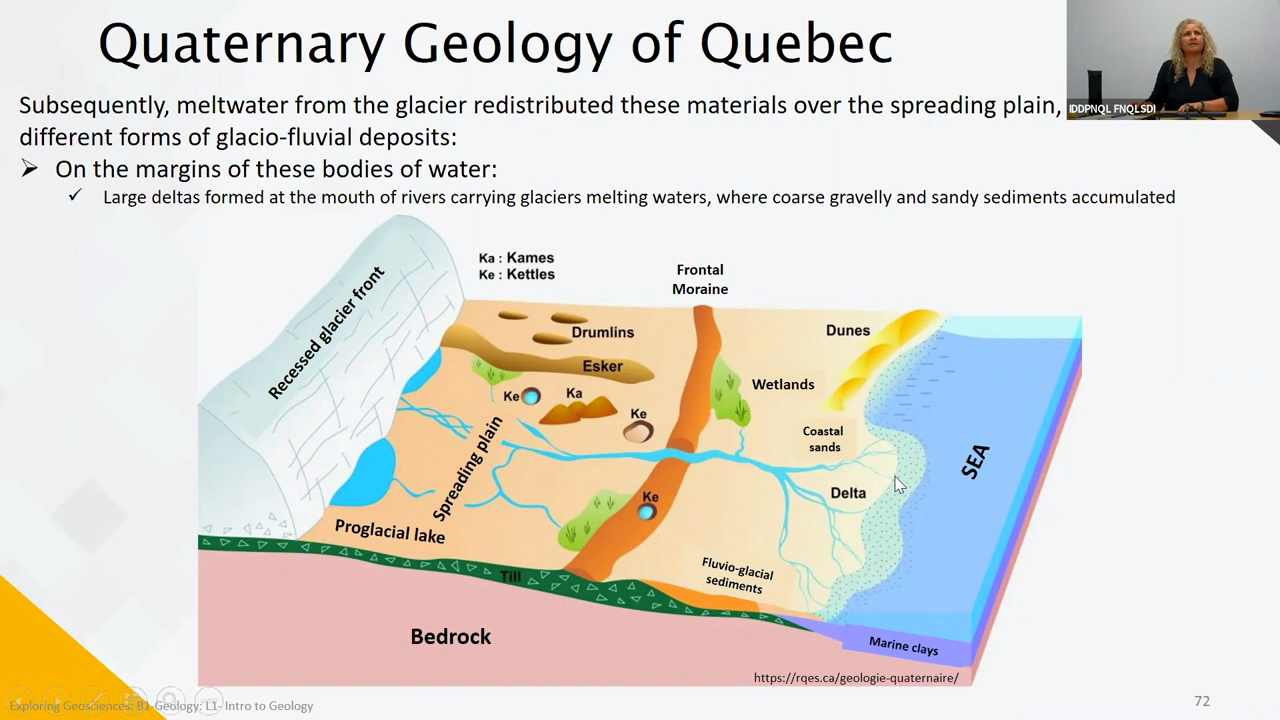 Quaternary Geology of Quebec
IDDPNQL FNQLSDI
Subsequently, meltwater from the glacier redistributed these materials over the spreading plain,
different forms of glacio-fluvial deposits:
On the margins of these bodies of water:
Large deltas formed at the mouth of rivers carrying glaciers melting waters, where coarse gravelly and sandy sediments accumulated
Ka : Kames
Ke : Kettles
Frontal
Moraine
Recessed glacier front
Drumlins
Dunes
Esker
Wetlands
Ke
Ka
Ke
Coastal
sands
SEA
Spreading plain
Delta
Ke
Proglacial lake
Fluvio-glacial
sediments
Till
Bedrock
Marine clays
https://rqes.ca/geologie-quaternaire/
Exploring Geosciences: B1-Geology: L1- Intro to Geology
72